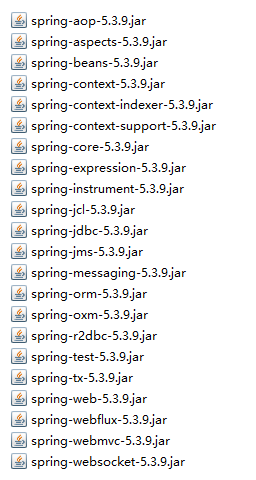 spring-aop-5.3.9.jar
spring-aspects-5.3.9.jar
spring-beans-5.3.9.jar
spring-context-5.3.9.jar
spring-context-indexer-5.3.9.jar
spring-context-support-5.3.9.jar
spring-core-5.3.9.jar
spring-expression-5.3.9.jar
spring-instrument-5.3.9.jar
spring-jcl-5.3.9.jar
spring-jdbc-5.3.9.jar
spring-jms-5.3.9.jar
spring-messaging-5.3.9.jar
spring-orm-5.3.9.jar
spring-oxm-5.3.9.jar
spring-r2dbc-5.3.9.jar
spring-test-5.3.9.jar
spring-tx-5.3.9.jar
spring-web-5.3.9.jar
spring-webflux-5.3.9.jar
spring-webmvc-5.3.9.jar
spring-websocket-5.3.9.jar